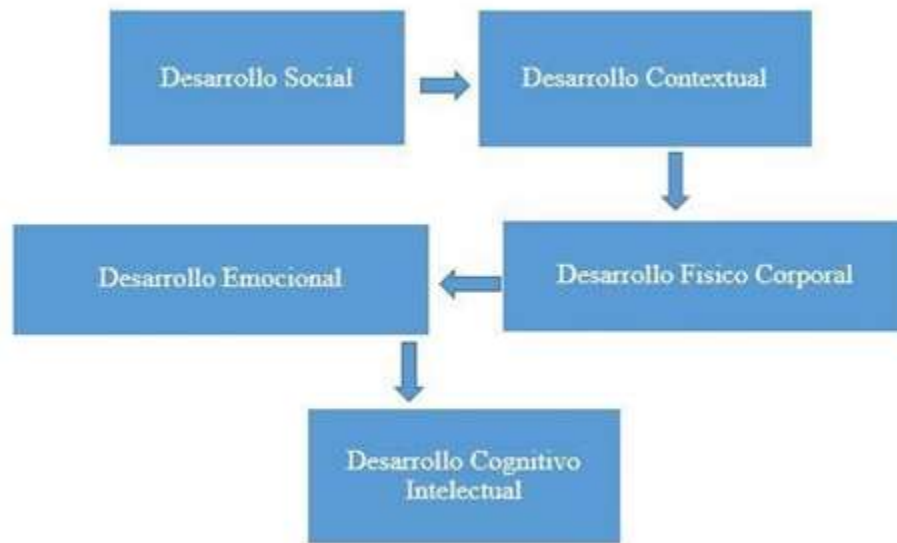 Desarrollo Social
Desarrollo Contextual
Desarrollo Fisico Corporal
Desarrollo Emocional
Desarrollo Cognitivo
Intelectual